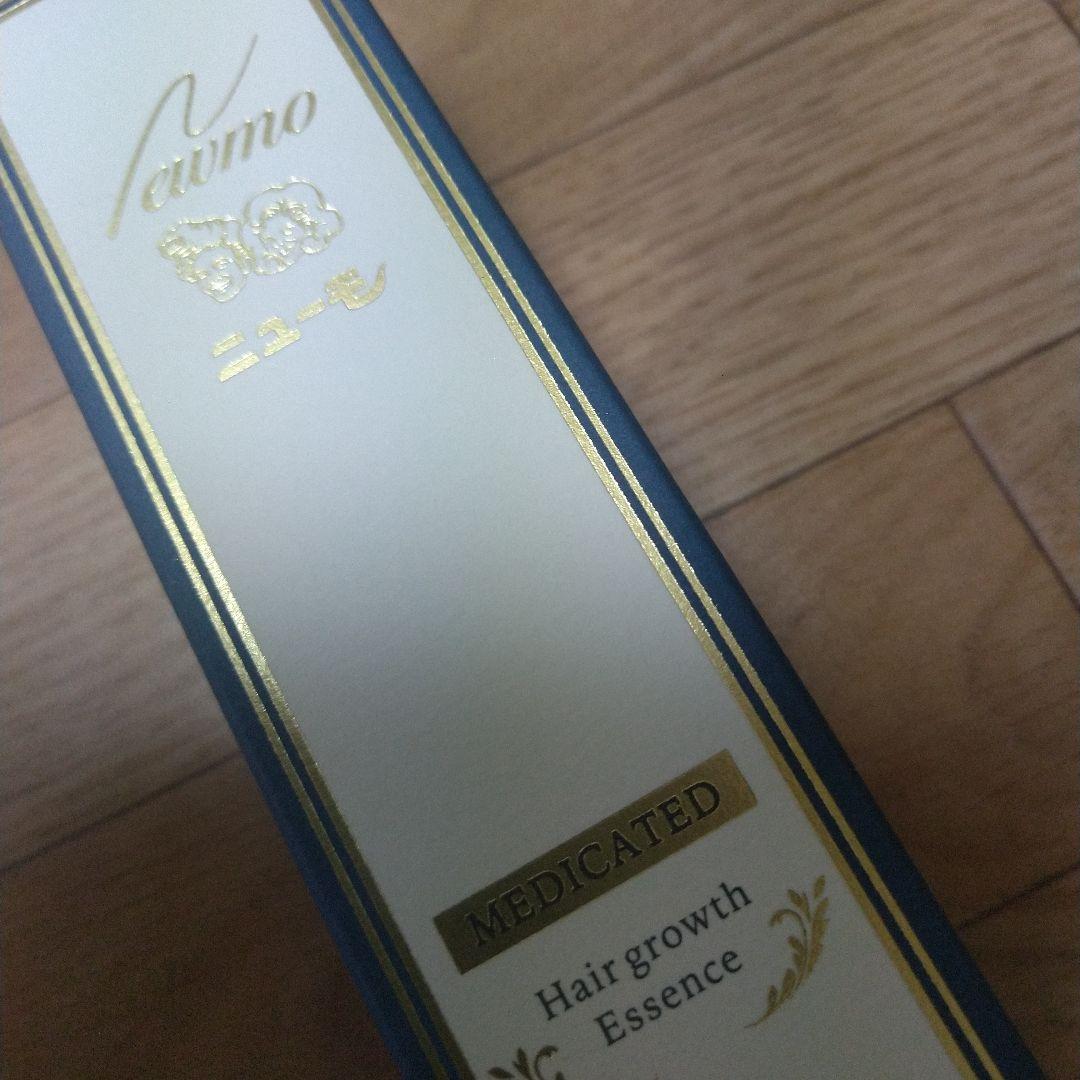 Newmo
ニューモ
MEDICATED
Hair growth
Essence